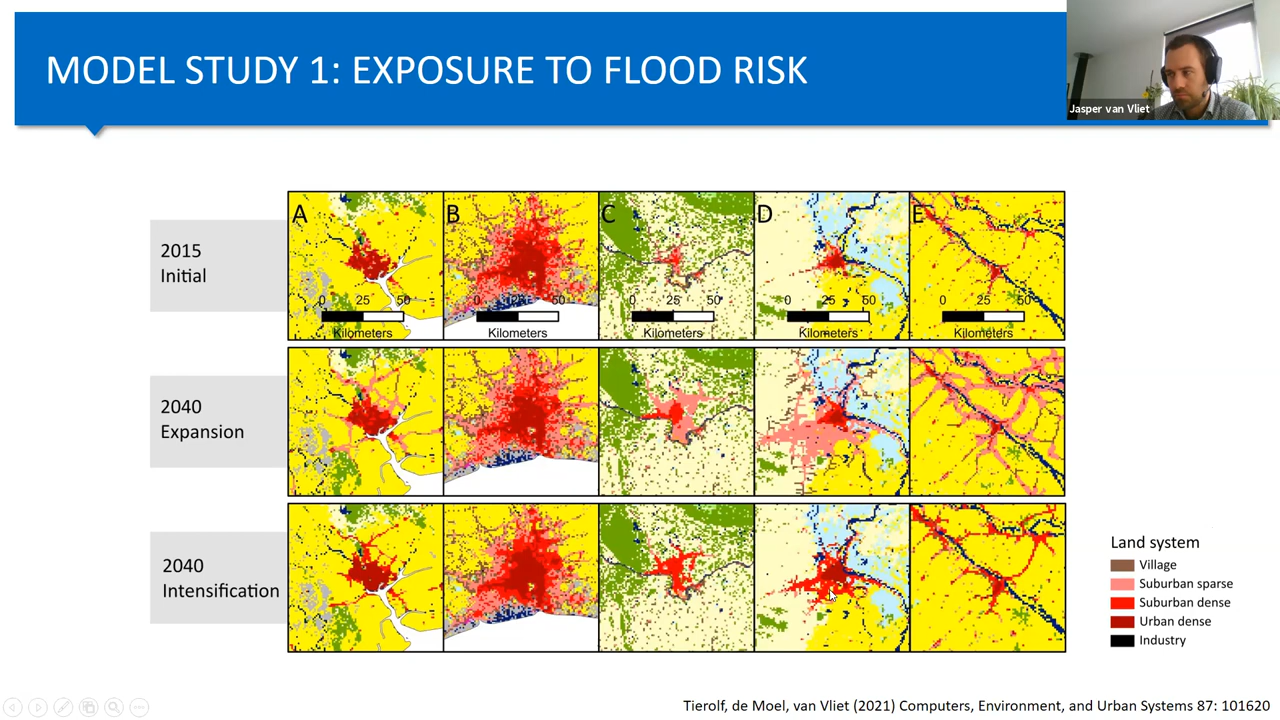 MODEL STUDY 1: EXPOSURE TO FLOOD RISK
Jasper van Vliet
2015
Initial
A
B
C
D
E
0 25 50
Kilometers
0 25 50
Kilometers
0 25 50
Kilometers
0 25 50
Kilometers
0 25 50
Kilometers
2040
Expansion
2040
Intensification
Land system
Village
Suburban sparse
Suburban dense
Urban dense
Industry
Tierolf, de Moel, van Vliet (2021) Computers, Environment, and Urban Systems 87: 101620